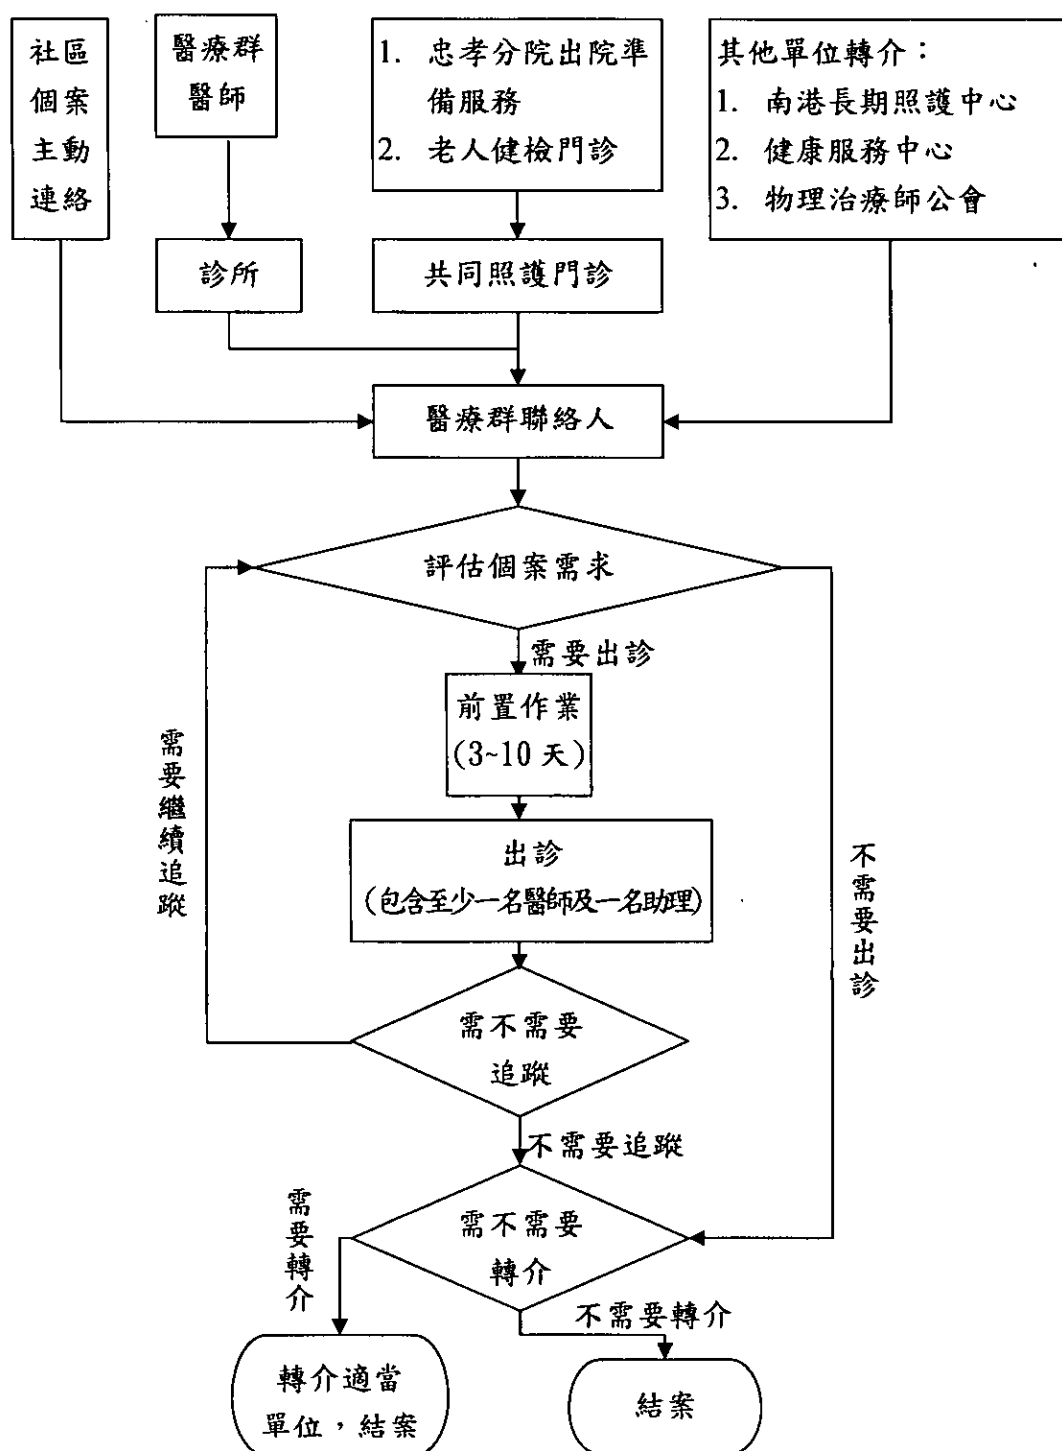 社區
個案
主動
連絡
醫療群
醫師
1. 忠孝分院出院準
備服務
2. 老人健檢門診
其他單位轉介：
1. 南港長期照護中心
2. 健康服務中心
3. 物理治療師公會
診所
共同照護門診
醫療群聯絡人
評估個案需求
需要出診
前置作業
(3~10 天)
需要繼續追蹤
出診
(包含至少一名醫師及一名助理)
不需要出診
需不需要
追蹤
不需要追蹤
需不需要
轉介
需要轉介
不需要轉介
轉介適當
單位，結案
結案